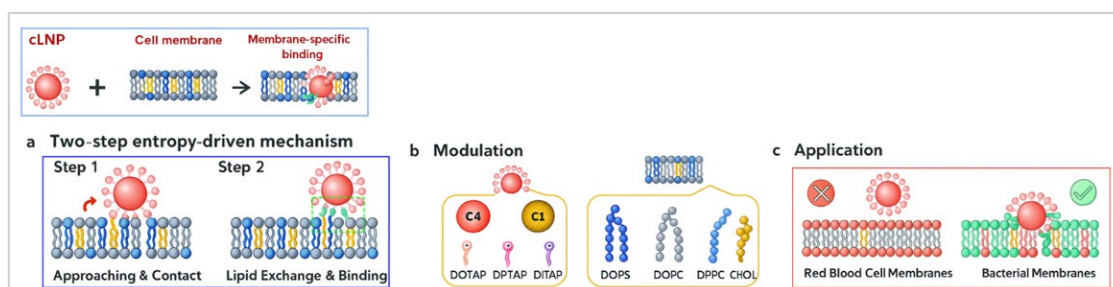 cLNP
+
Cell membrane
Membrane-specific
binding
a Two-step entropy-driven mechanism
Step 1
Step 2
Approaching & Contact
Lipid Exchange & Binding
b Modulation
C4
C1
DOTAP
DPTAP
DITAP
DOPS
DOPC
DPPC
CHOL
c Application
Red Blood Cell Membranes
Bacterial Membranes